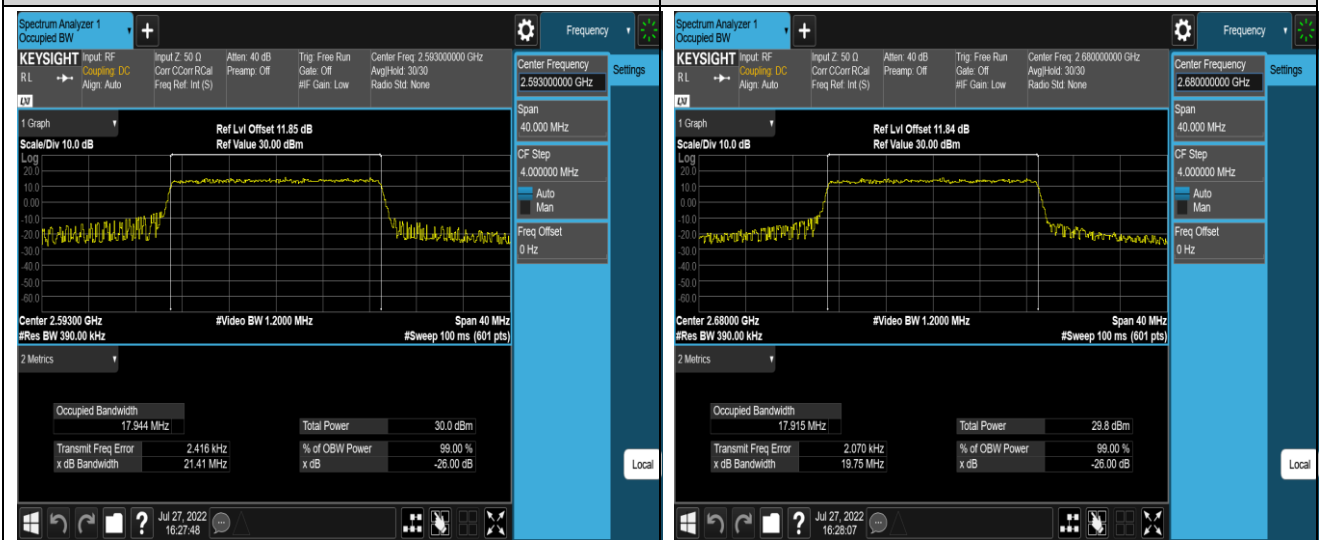 Spectrum Analyzer 1
Occupied BW
+
Frequency
KEYSIGHT
RL
LXI
Input: RF
Coupling: DC
Align: Auto
Input Z: 50 Ω
Corr CCorr RCal
Freq Ref: Int (S)
Atten: 40 dB
Preamp: Off
Trig: Free Run
Gate: Off
#IF Gain: Low
Center Freq: 2.593000000 GHz
Avg|Hold: 30/30
Radio Std: None
Center Frequency
2.593000000 GHz
Settings
Span
40.000 MHz
CF Step
4.000000 MHz
Auto
Man
Freq Offset
0 Hz
Local
1 Graph
Ref Lvl Offset 11.85 dB
Scale/Div 10.0 dB
Ref Value 30.00 dBm
Log
20.0
10.0
0.00
-10.0
-20.0
-30.0
-40.0
-50.0
-60.0
Center 2.59300 GHz
#Video BW 1.2000 MHz
Span 40 MHz
#Res BW 390.00 kHz
#Sweep 100 ms (601 pts)
2 Metrics
Occupied Bandwidth
17.944 MHz
Total Power 30.0 dBm
Transmit Freq Error 2.416 kHz
% of OBW Power 99.00 %
x dB Bandwidth 21.41 MHz
x dB -26.00 dB
?
Jul 27, 2022
16:27:48
Spectrum Analyzer 1
Occupied BW
+
Frequency
KEYSIGHT
RL
LXI
Input: RF
Coupling: DC
Align: Auto
Input Z: 50 Ω
Corr CCorr RCal
Freq Ref: Int (S)
Atten: 40 dB
Preamp: Off
Trig: Free Run
Gate: Off
#IF Gain: Low
Center Freq: 2.680000000 GHz
Avg|Hold: 30/30
Radio Std: None
Center Frequency
2.680000000 GHz
Settings
Span
40.000 MHz
CF Step
4.000000 MHz
Auto
Man
Freq Offset
0 Hz
Local
1 Graph
Ref Lvl Offset 11.84 dB
Scale/Div 10.0 dB
Ref Value 30.00 dBm
Log
20.0
10.0
0.00
-10.0
-20.0
-30.0
-40.0
-50.0
-60.0
Center 2.68000 GHz
#Video BW 1.2000 MHz
Span 40 MHz
#Res BW 390.00 kHz
#Sweep 100 ms (601 pts)
2 Metrics
Occupied Bandwidth
17.915 MHz
Total Power 29.8 dBm
Transmit Freq Error 2.070 kHz
% of OBW Power 99.00 %
x dB Bandwidth 19.75 MHz
x dB -26.00 dB
?
Jul 27, 2022
16:28:07